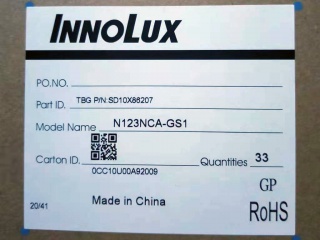 INNOLUX
PO.NO.
Part ID. TBG P/N:SD10X86207
Model Name N123NCA-GS1
Carton ID. 0CC10U00A92009
Quantities 33
GP
20/41 Made in China RoHS